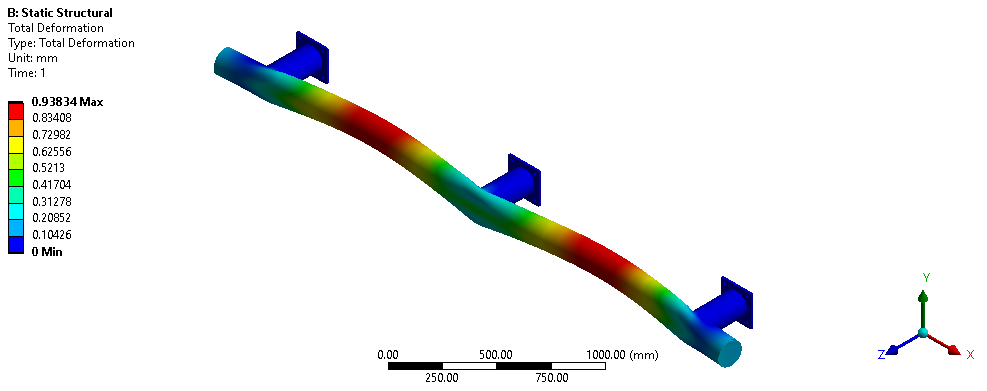 B: Static Structural
Total Deformation
Type: Total Deformation
Unit: mm
Time: 1
0.93834 Max
0.83408
0.72982
0.62556
0.5213
0.41704
0.31278
0.20852
0.10426
0 Min
0.00 500.00 1000.00 (mm)
250.00 750.00
Y
Z X